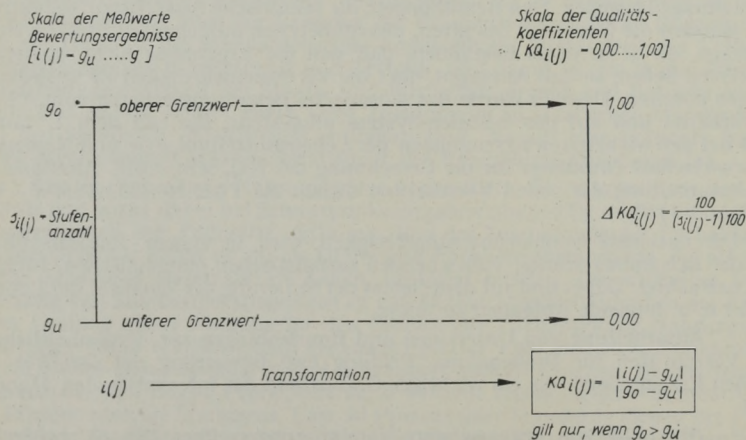 Skala der Meßwerte
Bewertungsergebnisse
[i(j) - gu ..... g ]
Skala der Qualitäts-
koeffizienten
[KQi(j) - 0,00.....1,00]
go oberer Grenzwert 1,00
si(j) - Stufen-
anzahl
Δ KQi(j) = 100 / (si(j)-1) 100
gu unterer Grenzwert 0,00
i(j) Transformation KQi(j) = |i(j) - gu| / |go - gu|
gilt nur, wenn go > gu